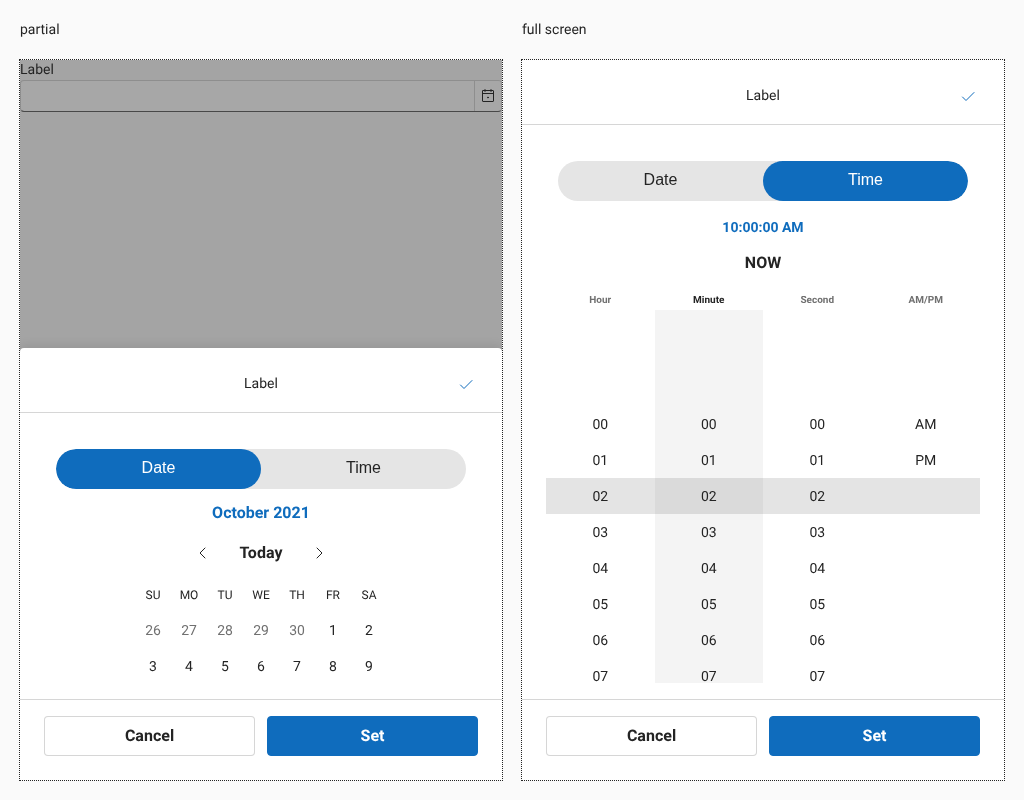 partial
Label
Label
Date Time
October 2021
Today
SU MO TU WE TH FR SA
26 27 28 29 30 1 2
3 4 5 6 7 8 9
Cancel Set
full screen
Label
Date Time
10:00:00 AM
NOW
Hour Minute Second AM/PM
00 00 00 AM
01 01 01 PM
02 02 02
03 03 03
04 04 04
05 05 05
06 06 06
07 07 07
Cancel Set